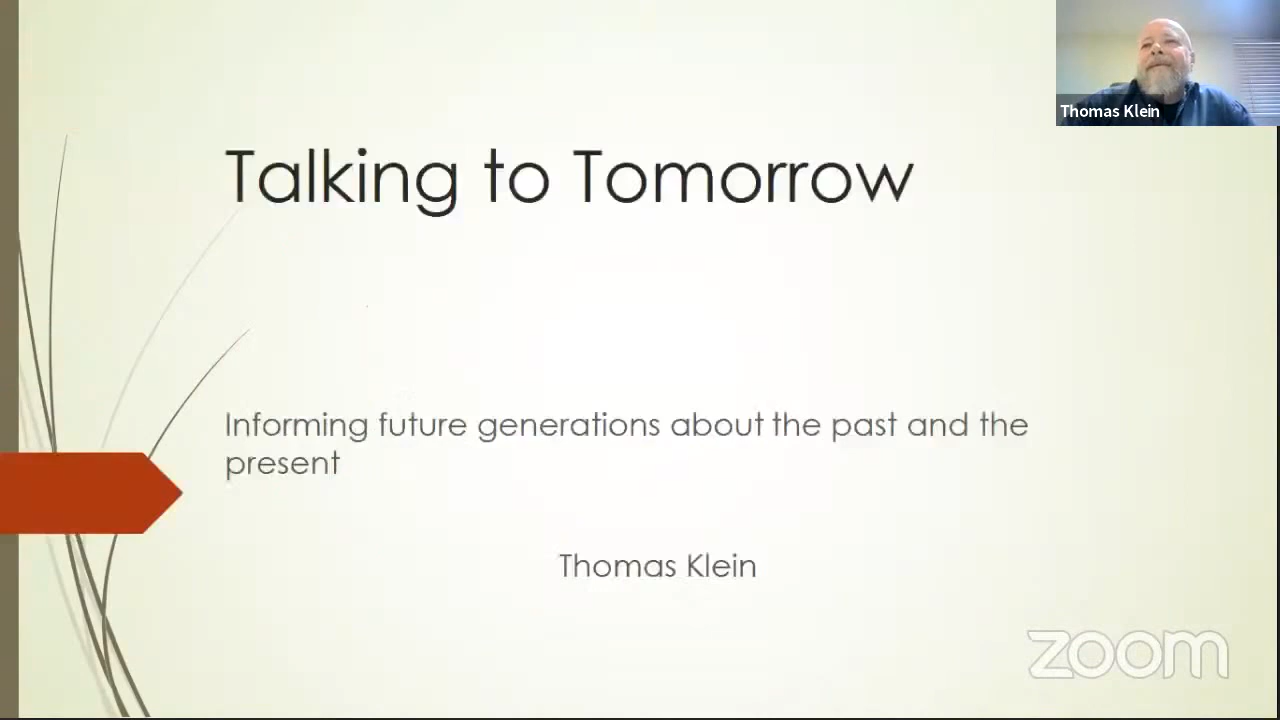 Thomas Klein
Talking to Tomorrow
Informing future generations about the past and the
present
Thomas Klein
zoom